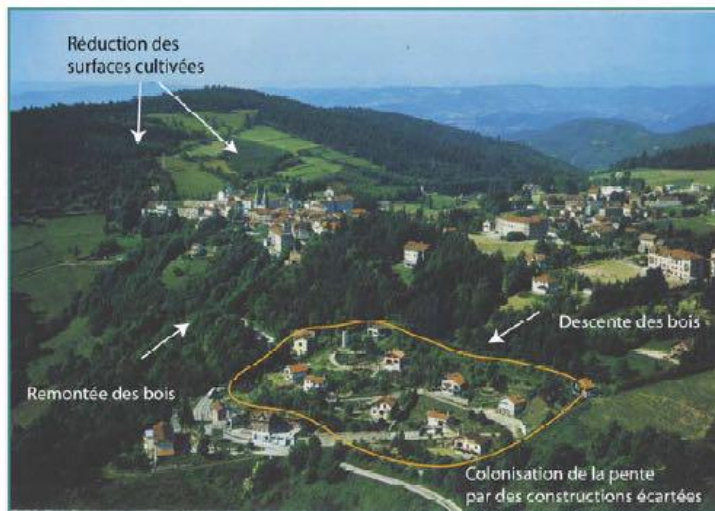 Réduction des
surfaces cultivées
Descente des bois
Remontée des bois
Colonisation de la pente
par des constructions écartées